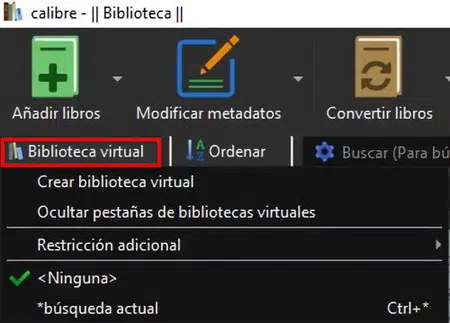 calibre - || Biblioteca ||
Añadir libros Modificar metadatos Convertir libros
Biblioteca virtual Ordenar Buscar (Para bú
Crear biblioteca virtual
Ocultar pestañas de bibliotecas virtuales
Restricción adicional
<Ninguna>
*búsqueda actual Ctrl+*